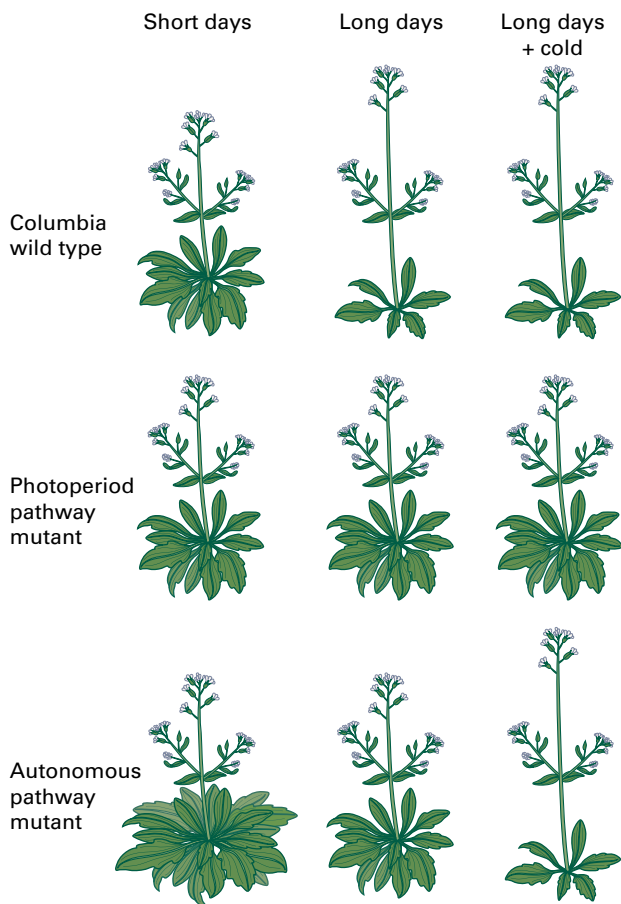 Short days
Long days
Long days
+ cold
Columbia
wild type
Photoperiod
pathway
mutant
Autonomous
pathway
mutant